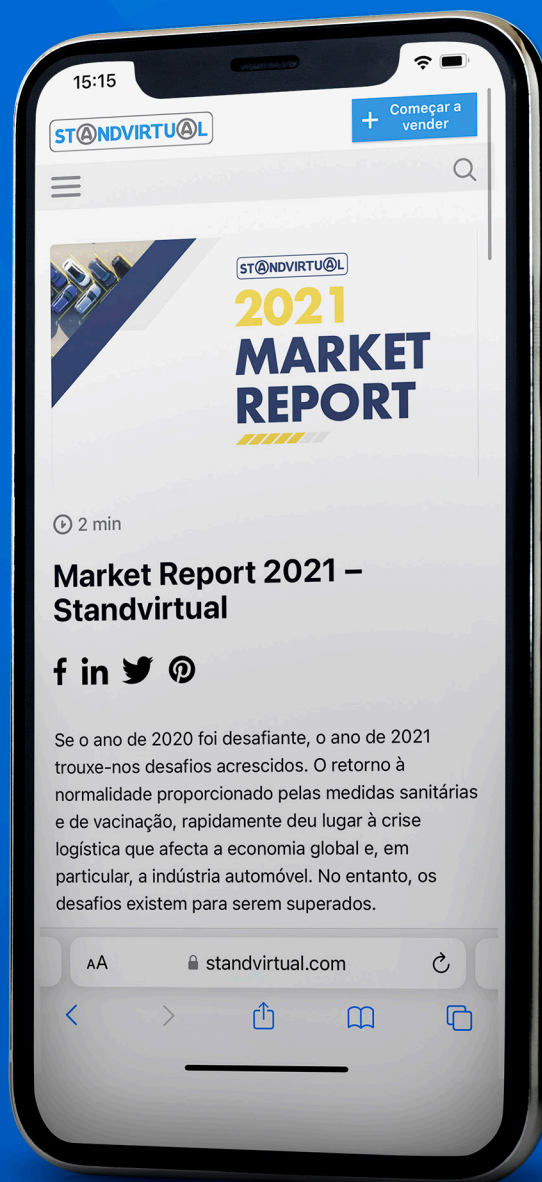 15:15
STANDVIRTUAL
+ Começar a
vender
STANDVIRTUAL
2021
MARKET
REPORT
2 min
Market Report 2021 –
Standvirtual
f in
Se o ano de 2020 foi desafiante, o ano de 2021
trouxe-nos desafios acrescidos. O retorno à
normalidade proporcionado pelas medidas sanitárias
e de vacinação, rapidamente deu lugar à crise
logística que afecta a economia global e, em
particular, a indústria automóvel. No entanto, os
desafios existem para serem superados.
AA standvirtual.com